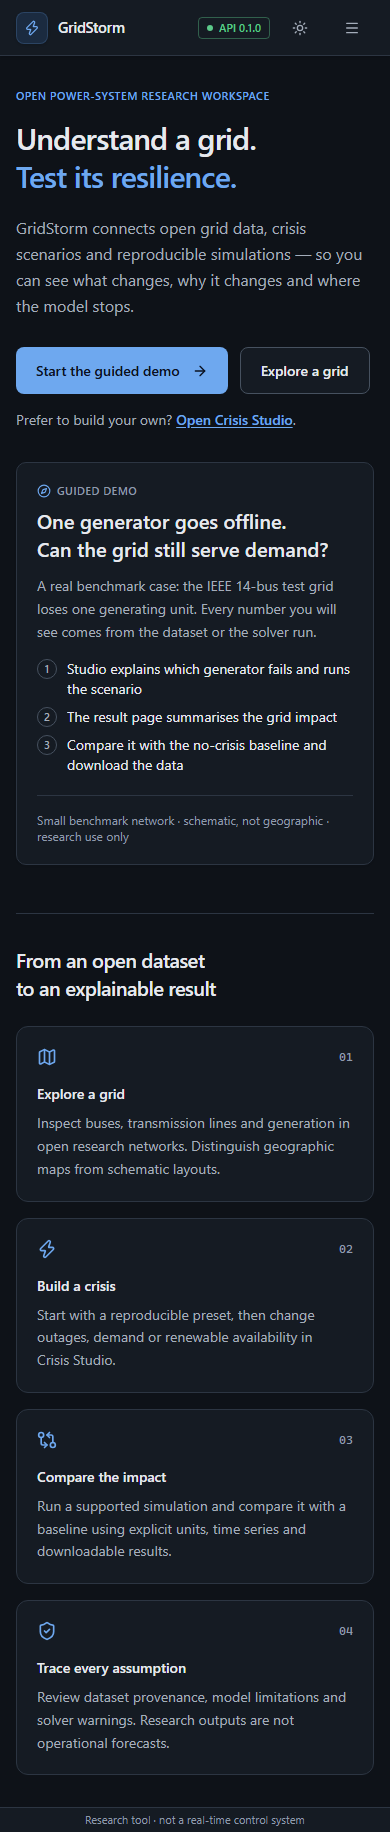 GridStorm
API 0.1.0
OPEN POWER-SYSTEM RESEARCH WORKSPACE
Understand a grid.
Test its resilience.
GridStorm connects open grid data, crisis
scenarios and reproducible simulations — so you
can see what changes, why it changes and where
the model stops.
Start the guided demo →
Explore a grid
Prefer to build your own? Open Crisis Studio.
GUIDED DEMO
One generator goes offline.
Can the grid still serve demand?
A real benchmark case: the IEEE 14-bus test grid
loses one generating unit. Every number you will
see comes from the dataset or the solver run.
1 Studio explains which generator fails and runs
the scenario
2 The result page summarises the grid impact
3 Compare it with the no-crisis baseline and
download the data
Small benchmark network · schematic, not geographic ·
research use only
From an open dataset
to an explainable result
01
Explore a grid
Inspect buses, transmission lines and generation in
open research networks. Distinguish geographic
maps from schematic layouts.
02
Build a crisis
Start with a reproducible preset, then change
outages, demand or renewable availability in
Crisis Studio.
03
Compare the impact
Run a supported simulation and compare it with a
baseline using explicit units, time series and
downloadable results.
04
Trace every assumption
Review dataset provenance, model limitations and
solver warnings. Research outputs are not
operational forecasts.
Research tool · not a real-time control system